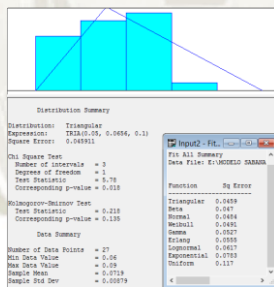 Distribution Summary
Distribution: Triangular
Expression: TRIA(0.05, 0.0656, 0.1)
Square Error: 0.045911
Chi Square Test
Number of intervals = 3
Degrees of freedom = 1
Test Statistic = 5.78
Corresponding p-value = 0.018
Kolmogorov-Smirnov Test
Test Statistic = 0.218
Corresponding p-value = 0.135
Data Summary
Number of Data Points = 27
Min Data Value = 0.06
Max Data Value = 0.09
Sample Mean = 0.0719
Sample Std Dev = 0.00879
Input2 - Fit...
Fit All Summary
Data File: E:\MODELO SABANA
Function Sq Error
Triangular 0.0459
Beta 0.047
Normal 0.0484
Weibull 0.0491
Gamma 0.0527
Erlang 0.0555
Lognormal 0.0617
Exponential 0.0783
Uniform 0.117